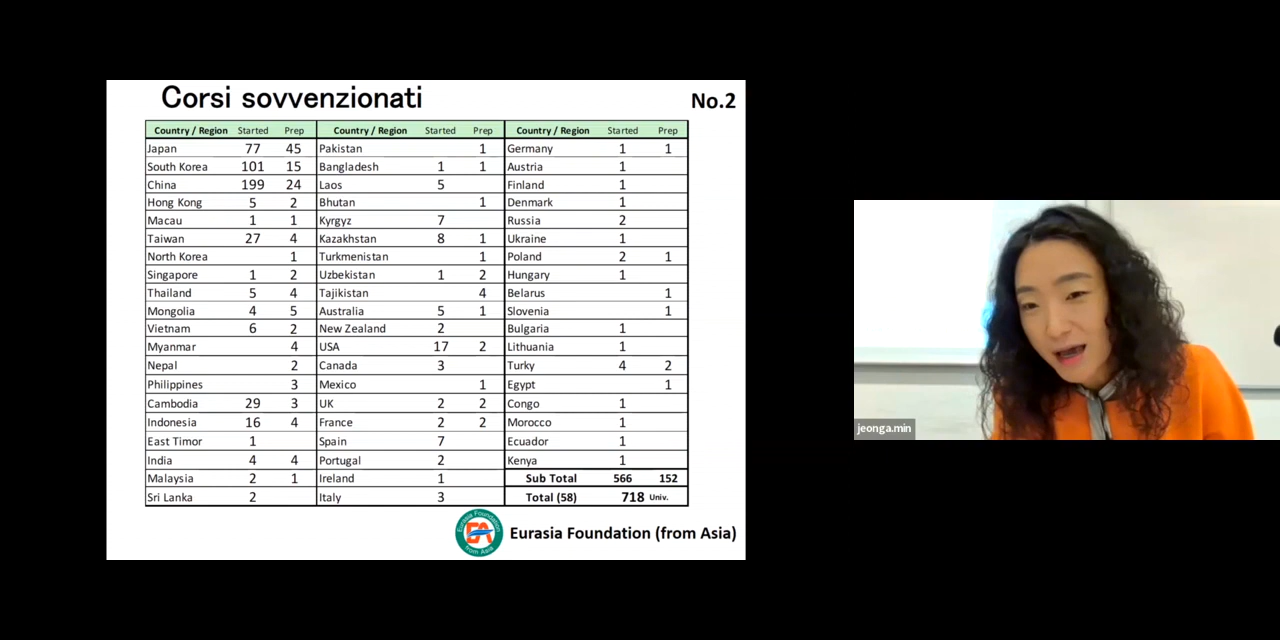 Corsi sovvenzionati
No.2
Country / Region Started Prep Country / Region Started Prep Country / Region Started Prep
Japan 77 45 Pakistan 1 Germany 1 1
South Korea 101 15 Bangladesh 1 1 Austria 1
China 199 24 Laos 5 Finland 1
Hong Kong 5 2 Bhutan 1 Denmark 1
Macau 1 1 Kyrgyz 7 Russia 2
Taiwan 27 4 Kazakhstan 8 1 Ukraine 1
North Korea 1 Turkmenistan 1 Poland 2 1
Singapore 1 2 Uzbekistan 1 2 Hungary 1
Thailand 5 4 Tajikistan 4 Belarus 1
Mongolia 4 5 Australia 5 1 Slovenia 1
Vietnam 6 2 New Zealand 2 Bulgaria 1
Myanmar 4 USA 17 2 Lithuania 1
Nepal 2 Canada 3 Turky 4 2
Philippines 3 Mexico 1 Egypt 1
Cambodia 29 3 UK 2 2 Congo 1
Indonesia 16 4 France 2 2 Morocco 1
East Timor 1 Spain 7 Ecuador 1
India 4 4 Portugal 2 Kenya 1
Malaysia 2 1 Ireland 1 Sub Total 566 152
Sri Lanka 2 Italy 3 Total (58) 718 Univ.
Eurasia Foundation
EA
from Asia
Eurasia Foundation (from Asia)
jeonga.min